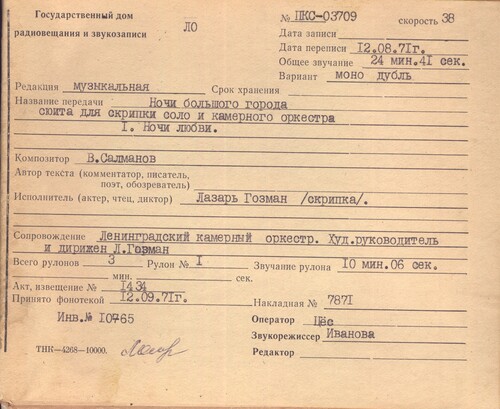 Государственный дом
радиовещания и звукозаписи ЛО
№ ПКС-03709 скорость 38
Дата записи
Дата переписи 12.08.71г.
Общее звучание 24 мин.41 сек.
Вариант моно дубль
Редакция музнкальная Срок хранения
Название передачи Ночи большого города
сюита для скрипки соло и камерного оркестра
I. Ночи любви.
Композитор В.Салманов
Автор текста (комментатор, писатель,
поэт, обозреватель)
Исполнитель (актер, чтец, диктор) Лазарь Гозман /скрипка/.
Сопровождение Ленинградский камерный оркестр. Худ.руководитель
и дирижен Л.Гозман
Всего рулонов 3 Рулон № I Звучание рулона 10 мин.06 сек.
мин. сек.
Акт, извещение № 1434
Принято фонотекой 12.09.71г. Накладная № 7871
Инв.№ 10765 Оператор
Звукорежиссер Иванова
ТНК—4268—10000. Редактор